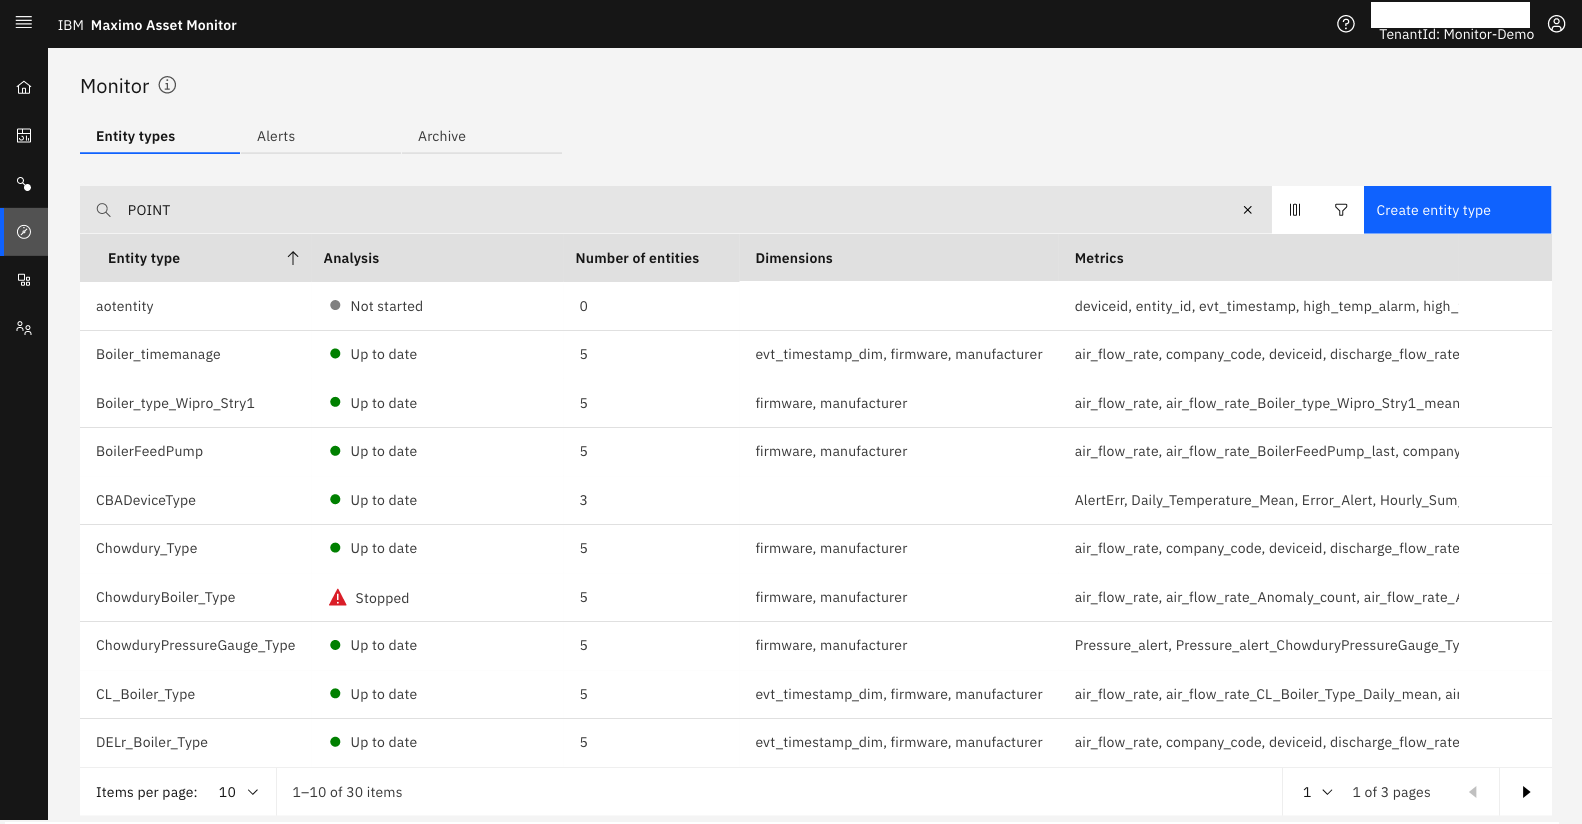 IBM Maximo Asset Monitor
TenantId: Monitor-Demo
Monitor
Entity types Alerts Archive
POINT Create entity type
Entity type Analysis Number of entities Dimensions Metrics
aotentity Not started 0 deviceid, entity_id, evt_timestamp, high_temp_alarm, high_
Boiler_timemanage Up to date 5 evt_timestamp_dim, firmware, manufacturer air_flow_rate, company_code, deviceid, discharge_flow_rate
Boiler_type_Wipro_Stry1 Up to date 5 firmware, manufacturer air_flow_rate, air_flow_rate_Boiler_type_Wipro_Stry1_mean
BoilerFeedPump Up to date 5 firmware, manufacturer air_flow_rate, air_flow_rate_BoilerFeedPump_last, company
CBADeviceType Up to date 3 AlertErr, Daily_Temperature_Mean, Error_Alert, Hourly_Sum_
Chowdury_Type Up to date 5 firmware, manufacturer air_flow_rate, company_code, deviceid, discharge_flow_rate
ChowduryBoiler_Type Stopped 5 firmware, manufacturer air_flow_rate, air_flow_rate_Anomaly_count, air_flow_rate_
ChowduryPressureGauge_Type Up to date 5 firmware, manufacturer Pressure_alert, Pressure_alert_ChowduryPressureGauge_Ty
CL_Boiler_Type Up to date 5 evt_timestamp_dim, firmware, manufacturer air_flow_rate, air_flow_rate_CL_Boiler_Type_Daily_mean, air
DELr_Boiler_Type Up to date 5 evt_timestamp_dim, firmware, manufacturer air_flow_rate, company_code, deviceid, discharge_flow_rate
Items per page: 10 1–10 of 30 items 1 1 of 3 pages